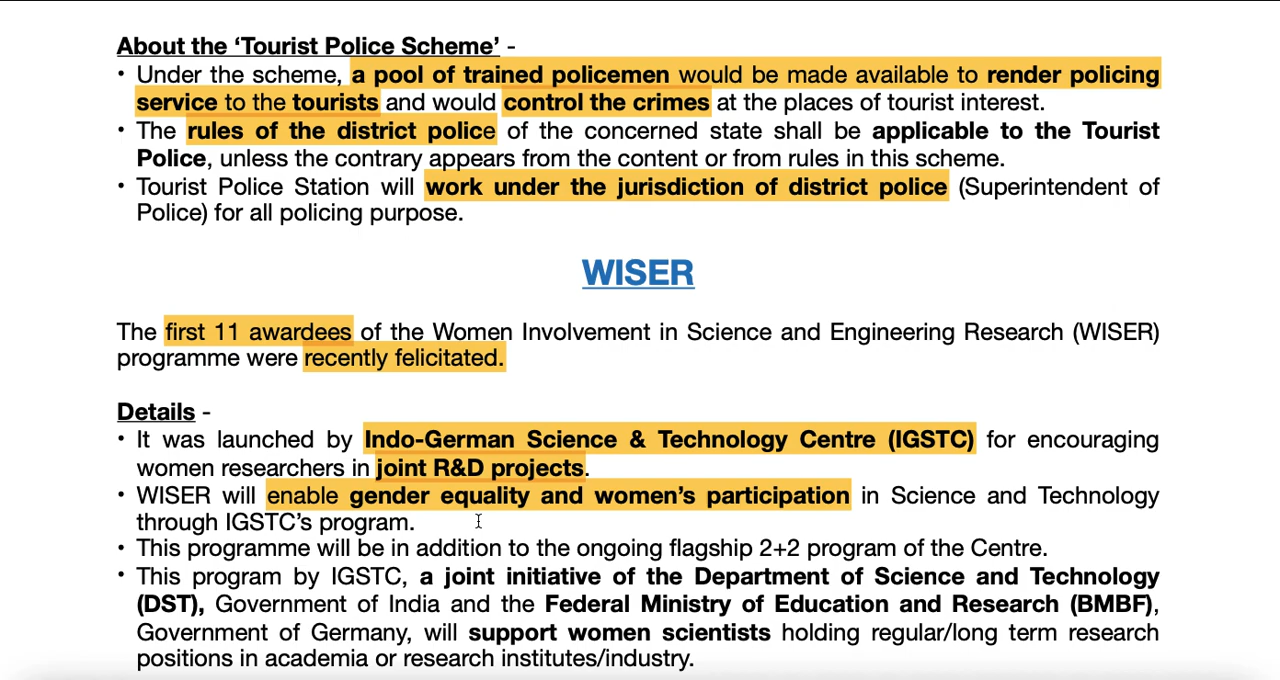 About the ‘Tourist Police Scheme’ -
• Under the scheme, a pool of trained policemen would be made available to render policing
service to the tourists and would control the crimes at the places of tourist interest.
• The rules of the district police of the concerned state shall be applicable to the Tourist
Police, unless the contrary appears from the content or from rules in this scheme.
• Tourist Police Station will work under the jurisdiction of district police (Superintendent of
Police) for all policing purpose.
WISER
The first 11 awardees of the Women Involvement in Science and Engineering Research (WISER)
programme were recently felicitated.
Details -
• It was launched by Indo-German Science & Technology Centre (IGSTC) for encouraging
women researchers in joint R&D projects.
• WISER will enable gender equality and women’s participation in Science and Technology
through IGSTC’s program.
• This programme will be in addition to the ongoing flagship 2+2 program of the Centre.
• This program by IGSTC, a joint initiative of the Department of Science and Technology
(DST), Government of India and the Federal Ministry of Education and Research (BMBF),
Government of Germany, will support women scientists holding regular/long term research
positions in academia or research institutes/industry.